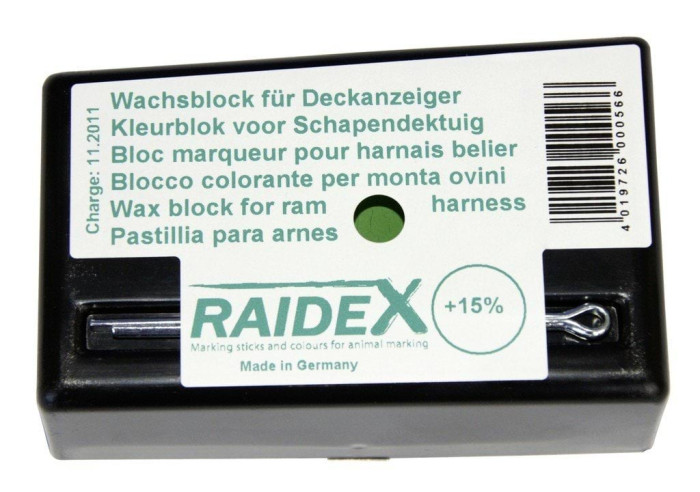 Wachsblock für Deckanzeiger
Kleurblok voor Schapendektuig
Bloc marqueur pour harnais belier
Blocco colorante per monta ovini
Wax block for ram harness
Pastillia para arnes
Charge: 11.2011
4 019726 000566
RAIDEX
+15%
Marking sticks and colours for animal marking
Made in Germany